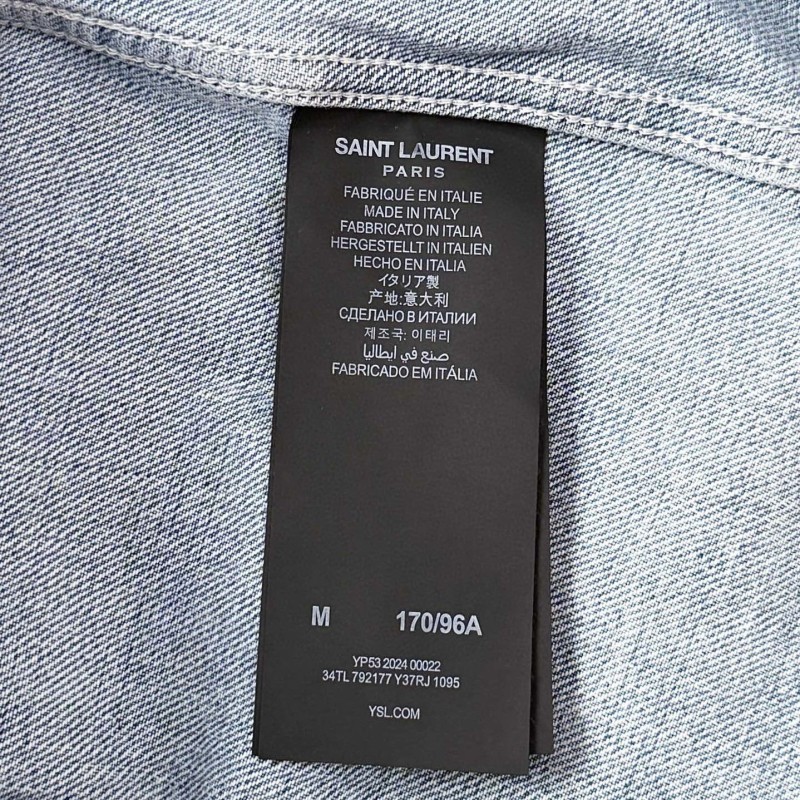 SAINT LAURENT
PARIS
FABRIQUÉ EN ITALIE
MADE IN ITALY
FABBRICATO IN ITALIA
HERGESTELLT IN ITALIEN
HECHO EN ITALIA
イタリア製
产地:意大利
СДЕЛАНО В ИТАЛИИ
제조국: 이태리
صنع في ايطاليا
FABRICADO EM ITÁLIA
M 170/96A
YP53 2024 00022
34TL 792177 Y37RJ 1095
YSL.COM